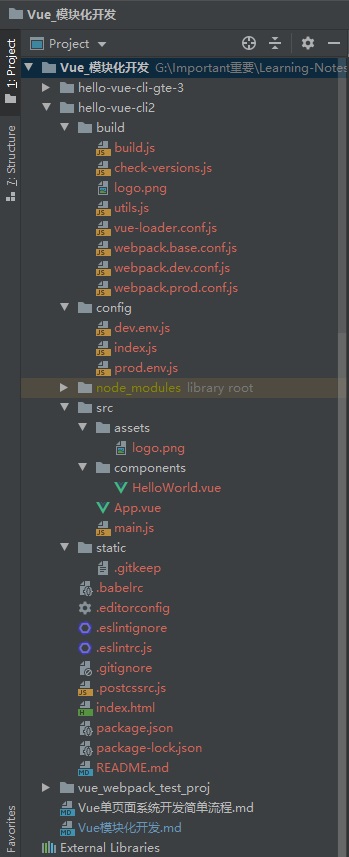 Vue_模块化开发
1: Project
Project
Vue_模块化开发 G:\Important重要\Learning-Notes
hello-vue-cli-gte-3
hello-vue-cli2
build
build.js
check-versions.js
logo.png
utils.js
vue-loader.conf.js
webpack.base.conf.js
webpack.dev.conf.js
webpack.prod.conf.js
config
dev.env.js
index.js
prod.env.js
node_modules library root
src
assets
logo.png
components
HelloWorld.vue
App.vue
main.js
static
.gitkeep
.babelrc
.editorconfig
.eslintignore
.eslintrc.js
.gitignore
.postcssrc.js
index.html
package.json
package-lock.json
README.md
vue_webpack_test_proj
Vue单页面系统开发简单流程.md
Vue模块化开发.md
External Libraries
7: Structure
Favorites